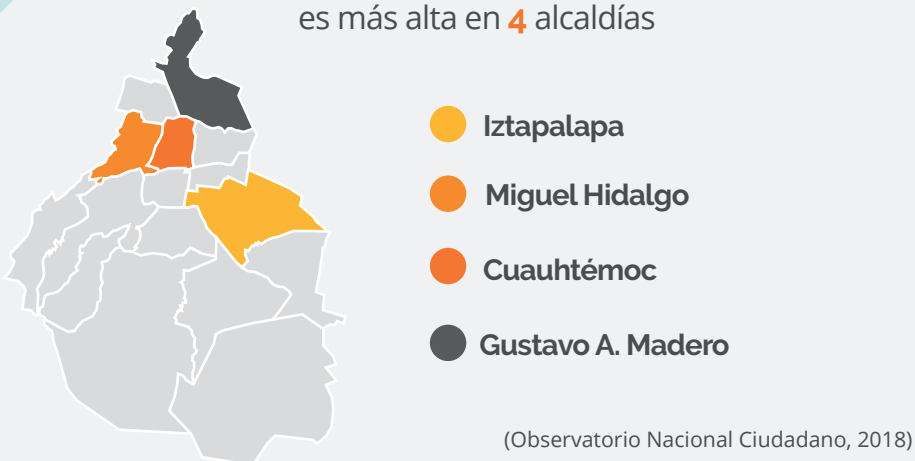 es más alta en 4 alcaldías
Iztapalapa
Miguel Hidalgo
Cuauhtémoc
Gustavo A. Madero
(Observatorio Nacional Ciudadano, 2018)